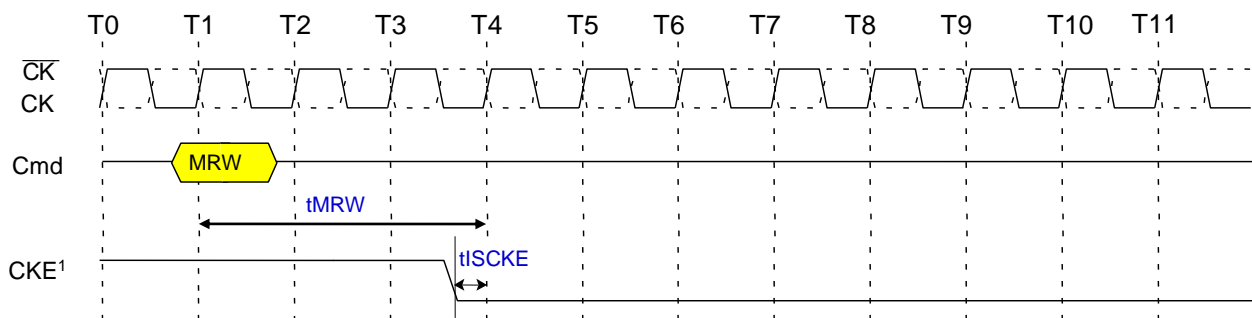 T0 T1 T2 T3 T4 T5 T6 T7 T8 T9 T10 T11
CK
CK
Cmd MRW
tMRW
tISCKE
CKE1